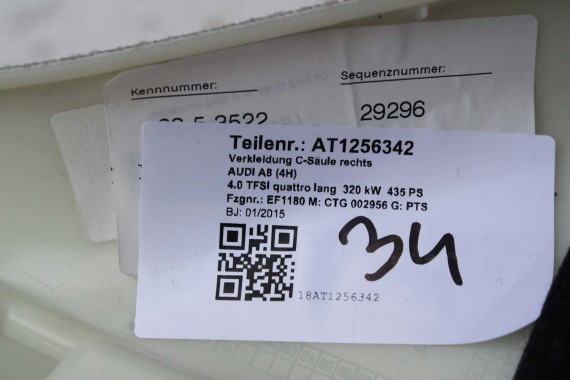 Kennnummer:
Sequenznummer:
29296
Teilenr.: AT1256342
Verkleidung C-Säule rechts
AUDI A8 (4H)
4.0 TFSI quattro lang 320 kW 435 PS
Fzgnr.: EF1180 M: CTG 002956 G: PTS
BJ: 01/2015
34
18AT1256342